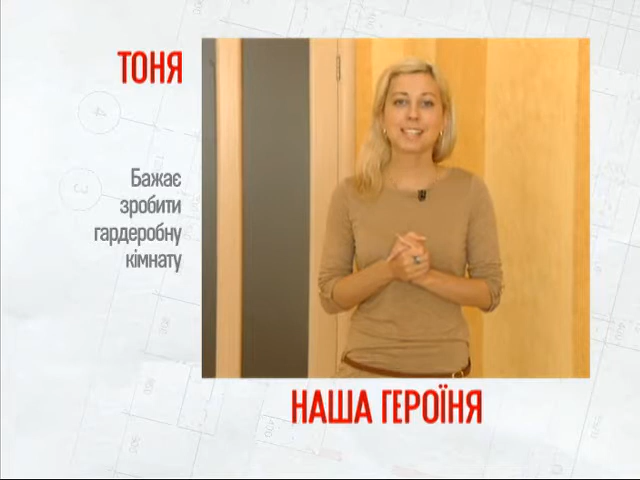 ТОНЯ
Бажає
зробити
гардеробну
кімнату
НАША ГЕРОЇНЯ